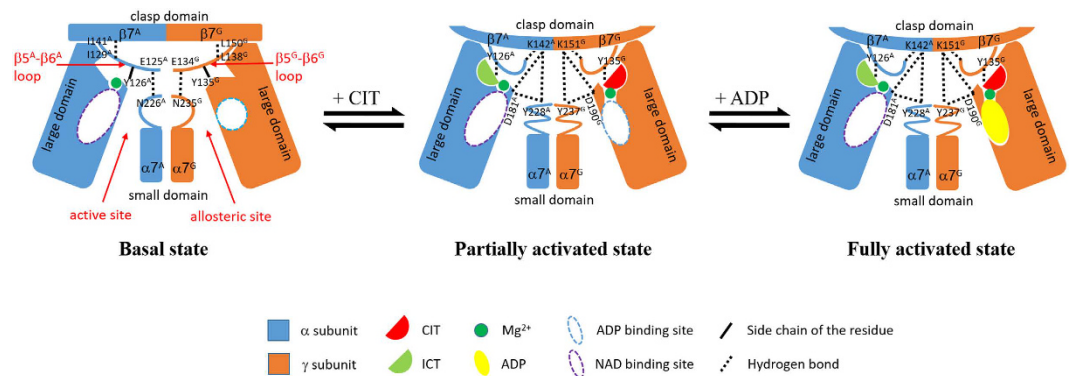 clasp domain
β7ᴬ β7ᴳ
I141ᴬ
I129ᴬ
L150ᴳ
L138ᴳ
β5ᴬ-β6ᴬ
loop
β5ᴳ-β6ᴳ
loop
E125ᴬ E134ᴳ
Y126ᴬ
Y135ᴳ
N226ᴬ N235ᴳ
large domain
large domain
α7ᴬ α7ᴳ
small domain
active site
allosteric site
Basal state
+ CIT
clasp domain
β7ᴬ K142ᴬ K151ᴳ β7ᴳ
Y126ᴬ
Y135ᴳ
D181ᴬ
Y228ᴬ Y237ᴳ
D190ᴳ
large domain
large domain
α7ᴬ α7ᴳ
small domain
Partially activated state
+ ADP
clasp domain
β7ᴬ K142ᴬ K151ᴳ β7ᴳ
Y126ᴬ
Y135ᴳ
D181ᴬ
Y228ᴬ Y237ᴳ
D190ᴳ
large domain
large domain
α7ᴬ α7ᴳ
small domain
Fully activated state
α subunit CIT Mg²⁺ ADP binding site Side chain of the residue
γ subunit ICT ADP NAD binding site Hydrogen bond